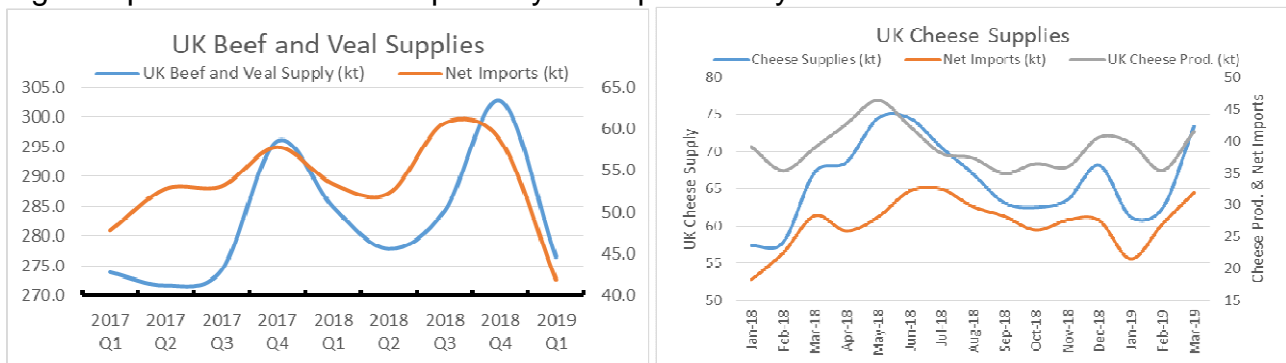 UK Beef and Veal Supplies
UK Beef and Veal Supply (kt) Net Imports (kt)
305.0
300.0
295.0
290.0
285.0
280.0
275.0
270.0
65.0
60.0
55.0
50.0
45.0
40.0
2017 2017 2017 2017 2018 2018 2018 2018 2019
Q1 Q2 Q3 Q4 Q1 Q2 Q3 Q4 Q1
UK Cheese Supplies
Cheese Supplies (kt) Net Imports (kt) UK Cheese Prod. (kt)
UK Cheese Supply
80
75
70
65
60
55
50
50
45
40
35
30
25
20
15
Cheese Prod. & Net Imports
Jan-18
Feb-18
Mar-18
Apr-18
May-18
Jun-18
Jul-18
Aug-18
Sep-18
Oct-18
Nov-18
Dec-18
Jan-19
Feb-19
Mar-19